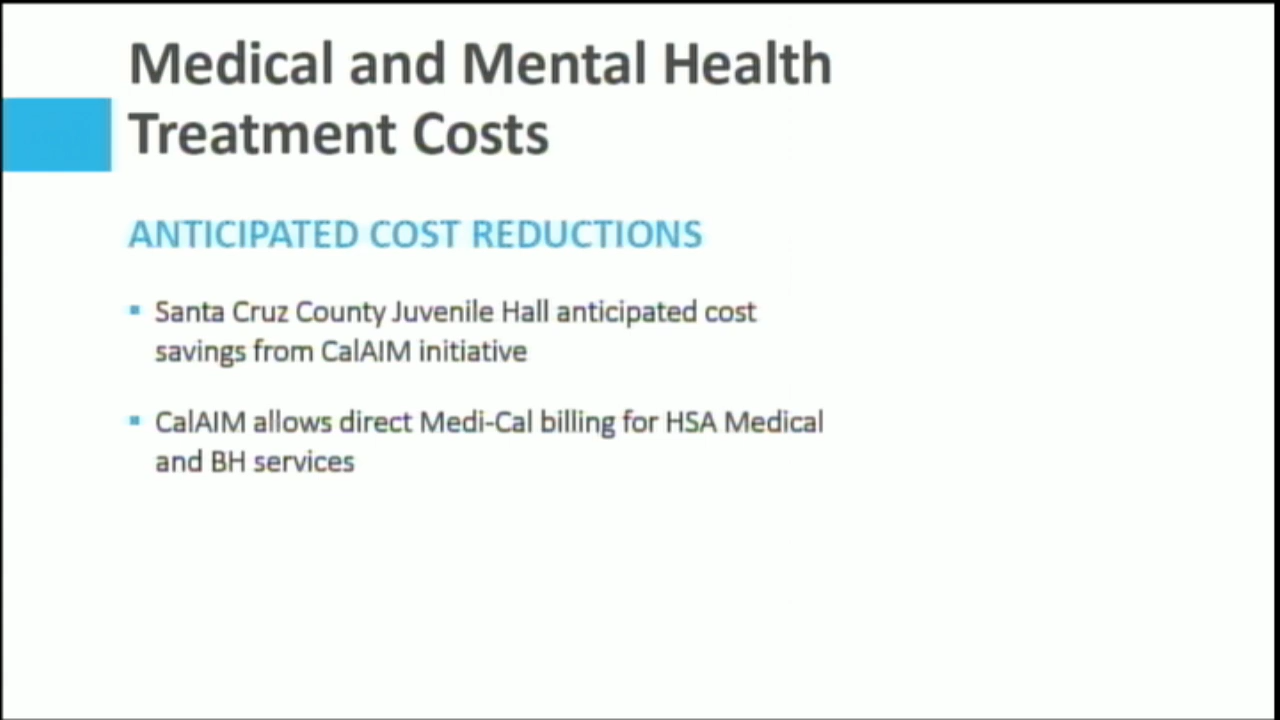 Medical and Mental Health
Treatment Costs
ANTICIPATED COST REDUCTIONS
▪ Santa Cruz County Juvenile Hall anticipated cost
savings from CalAIM initiative
▪ CalAIM allows direct Medi-Cal billing for HSA Medical
and BH services